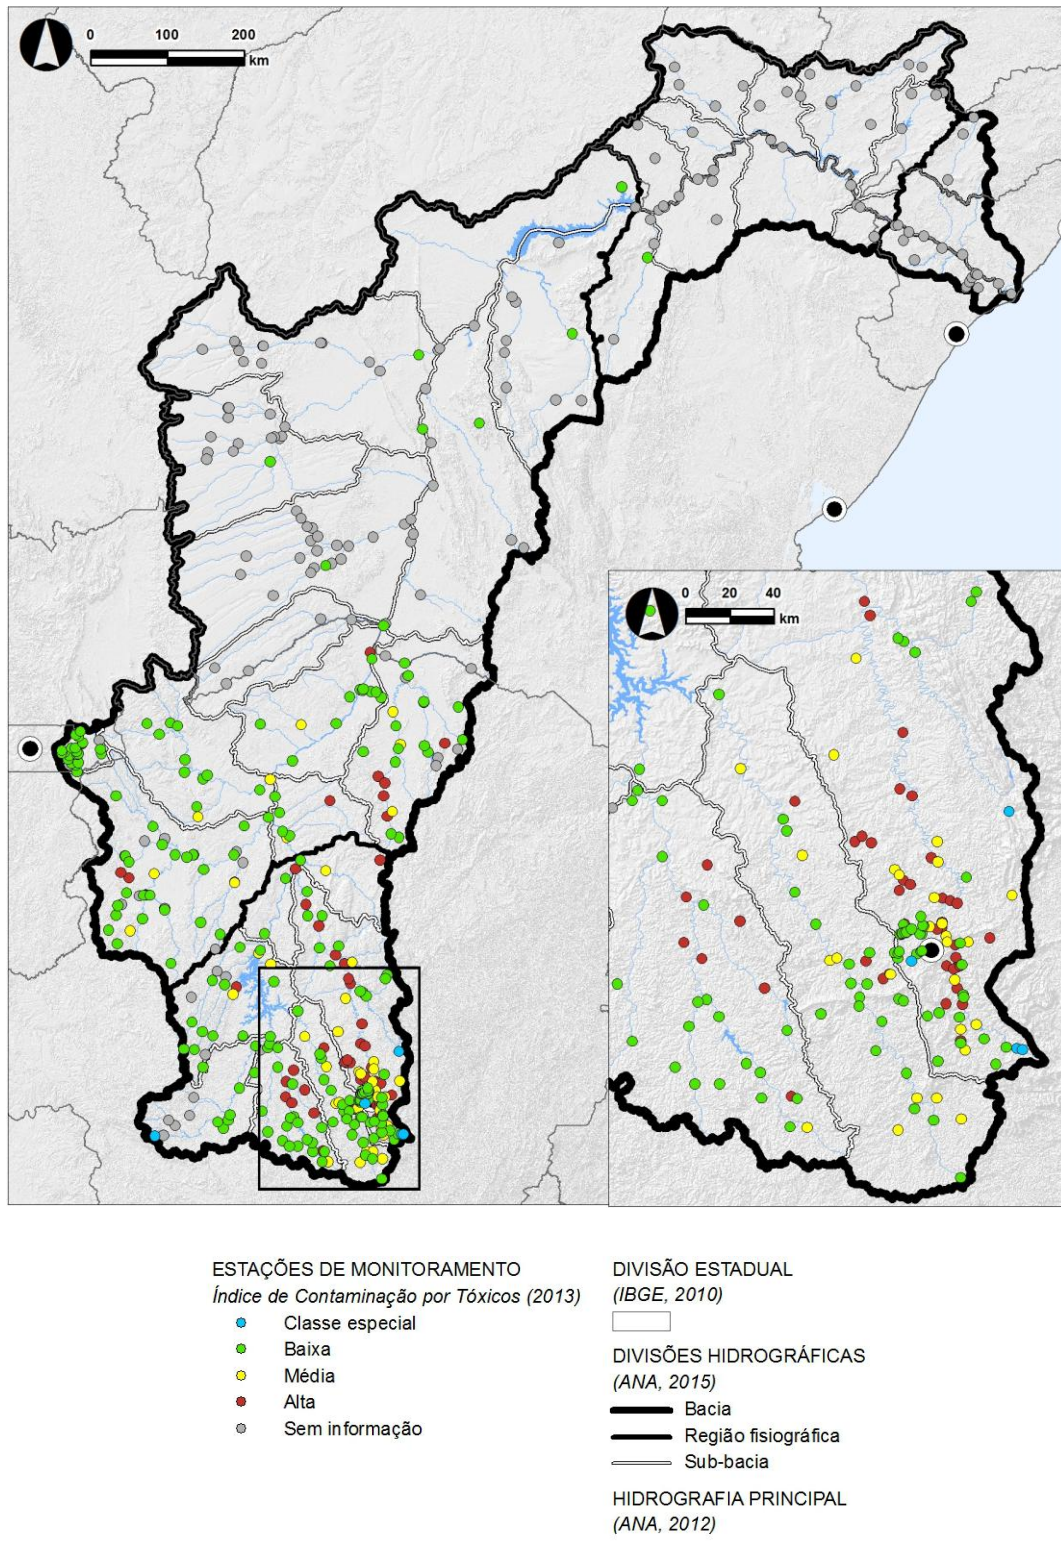 0 100 200
km
0 20 40
km
ESTAÇÕES DE MONITORAMENTO
Índice de Contaminação por Tóxicos (2013)
Classe especial
Baixa
Média
Alta
Sem informação
DIVISÃO ESTADUAL
(IBGE, 2010)
DIVISÕES HIDROGRÁFICAS
(ANA, 2015)
Bacia
Região fisiográfica
Sub-bacia
HIDROGRAFIA PRINCIPAL
(ANA, 2012)